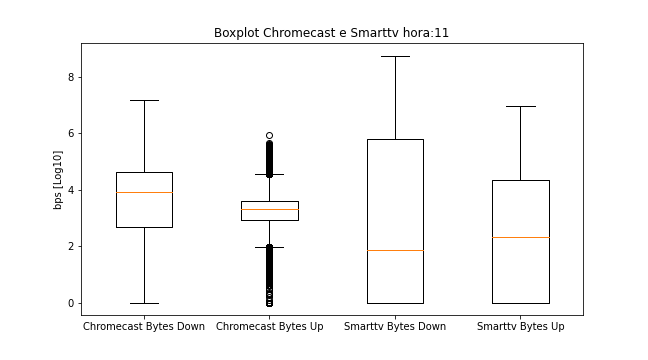 Boxplot Chromecast e Smarttv hora:11
bps [Log10]
8
6
4
2
0
Chromecast Bytes Down Chromecast Bytes Up Smarttv Bytes Down Smarttv Bytes Up